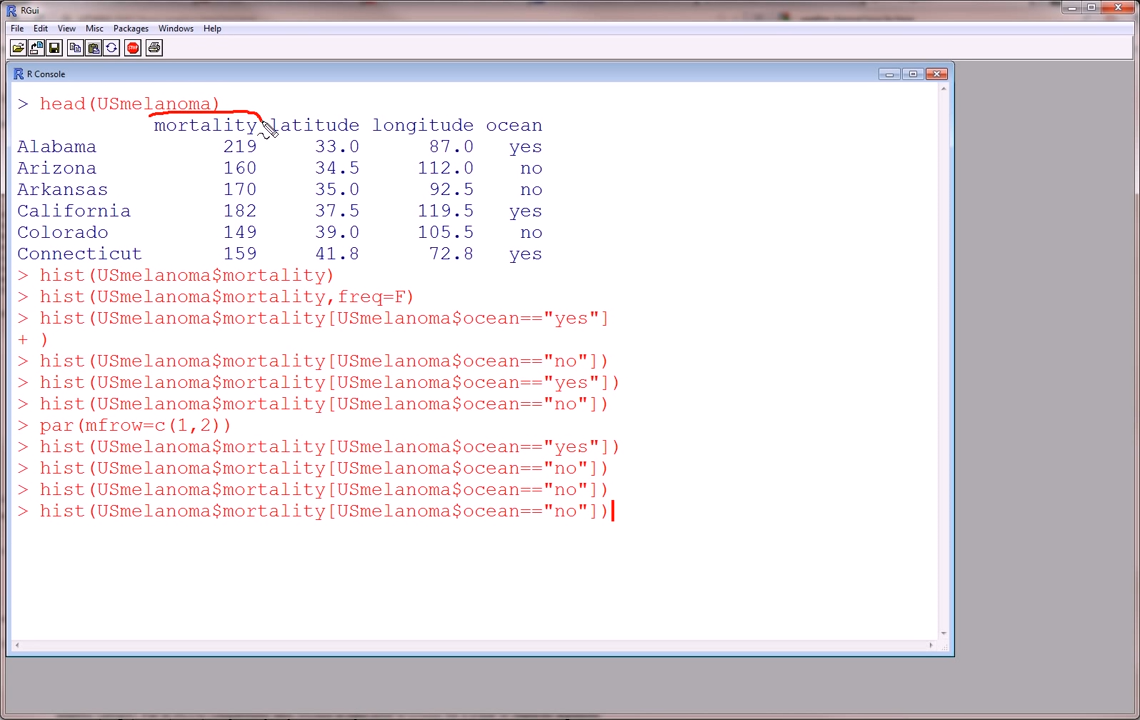 RGui
File Edit View Misc Packages Windows Help
R Console
> head(USmelanoma)
mortality latitude longitude ocean
Alabama 219 33.0 87.0 yes
Arizona 160 34.5 112.0 no
Arkansas 170 35.0 92.5 no
California 182 37.5 119.5 yes
Colorado 149 39.0 105.5 no
Connecticut 159 41.8 72.8 yes
> hist(USmelanoma$mortality)
> hist(USmelanoma$mortality,freq=F)
> hist(USmelanoma$mortality[USmelanoma$ocean=="yes"]
+ )
> hist(USmelanoma$mortality[USmelanoma$ocean=="no"])
> hist(USmelanoma$mortality[USmelanoma$ocean=="yes"])
> hist(USmelanoma$mortality[USmelanoma$ocean=="no"])
> par(mfrow=c(1,2))
> hist(USmelanoma$mortality[USmelanoma$ocean=="yes"])
> hist(USmelanoma$mortality[USmelanoma$ocean=="no"])
> hist(USmelanoma$mortality[USmelanoma$ocean=="no"])
> hist(USmelanoma$mortality[USmelanoma$ocean=="no"])